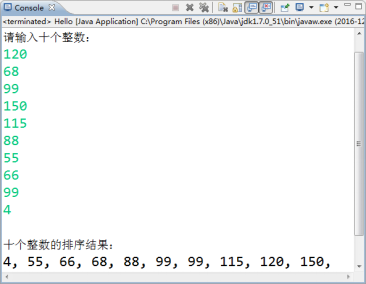 Console
<terminated> Hello [Java Application] C:\Program Files (x86)\Java\jdk1.7.0_51\bin\javaw.exe (2016-12
请输入十个整数：
120
68
99
150
115
88
55
66
99
4
十个整数的排序结果：
4, 55, 66, 68, 88, 99, 99, 115, 120, 150,